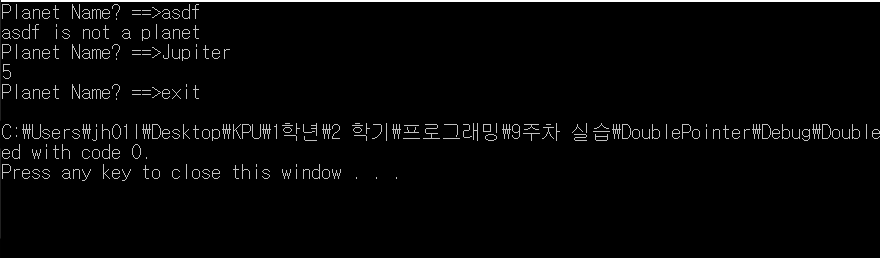 Planet Name? ==>asdf
asdf is not a planet
Planet Name? ==>Jupiter
5
Planet Name? ==>exit
C:₩Users₩jh01l₩Desktop₩KPU₩1학년₩2 학기₩프로그래밍₩9주차 실습₩DoublePointer₩Debug₩Double
ed with code 0.
Press any key to close this window . . .